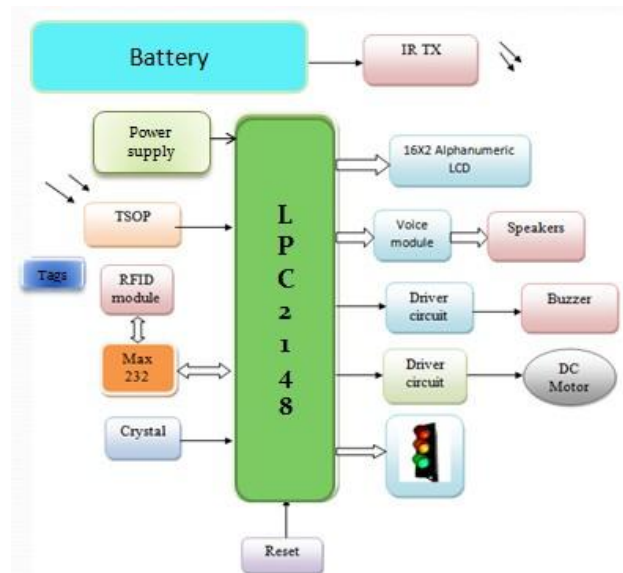 Battery
IR TX
Power
supply
16X2 Alphanumeric
LCD
TSOP
L
P
C
2
1
4
8
Voice
module
Speakers
Tags
RFID
module
Driver
circuit
Buzzer
Max
232
Driver
circuit
DC
Motor
Crystal
Reset